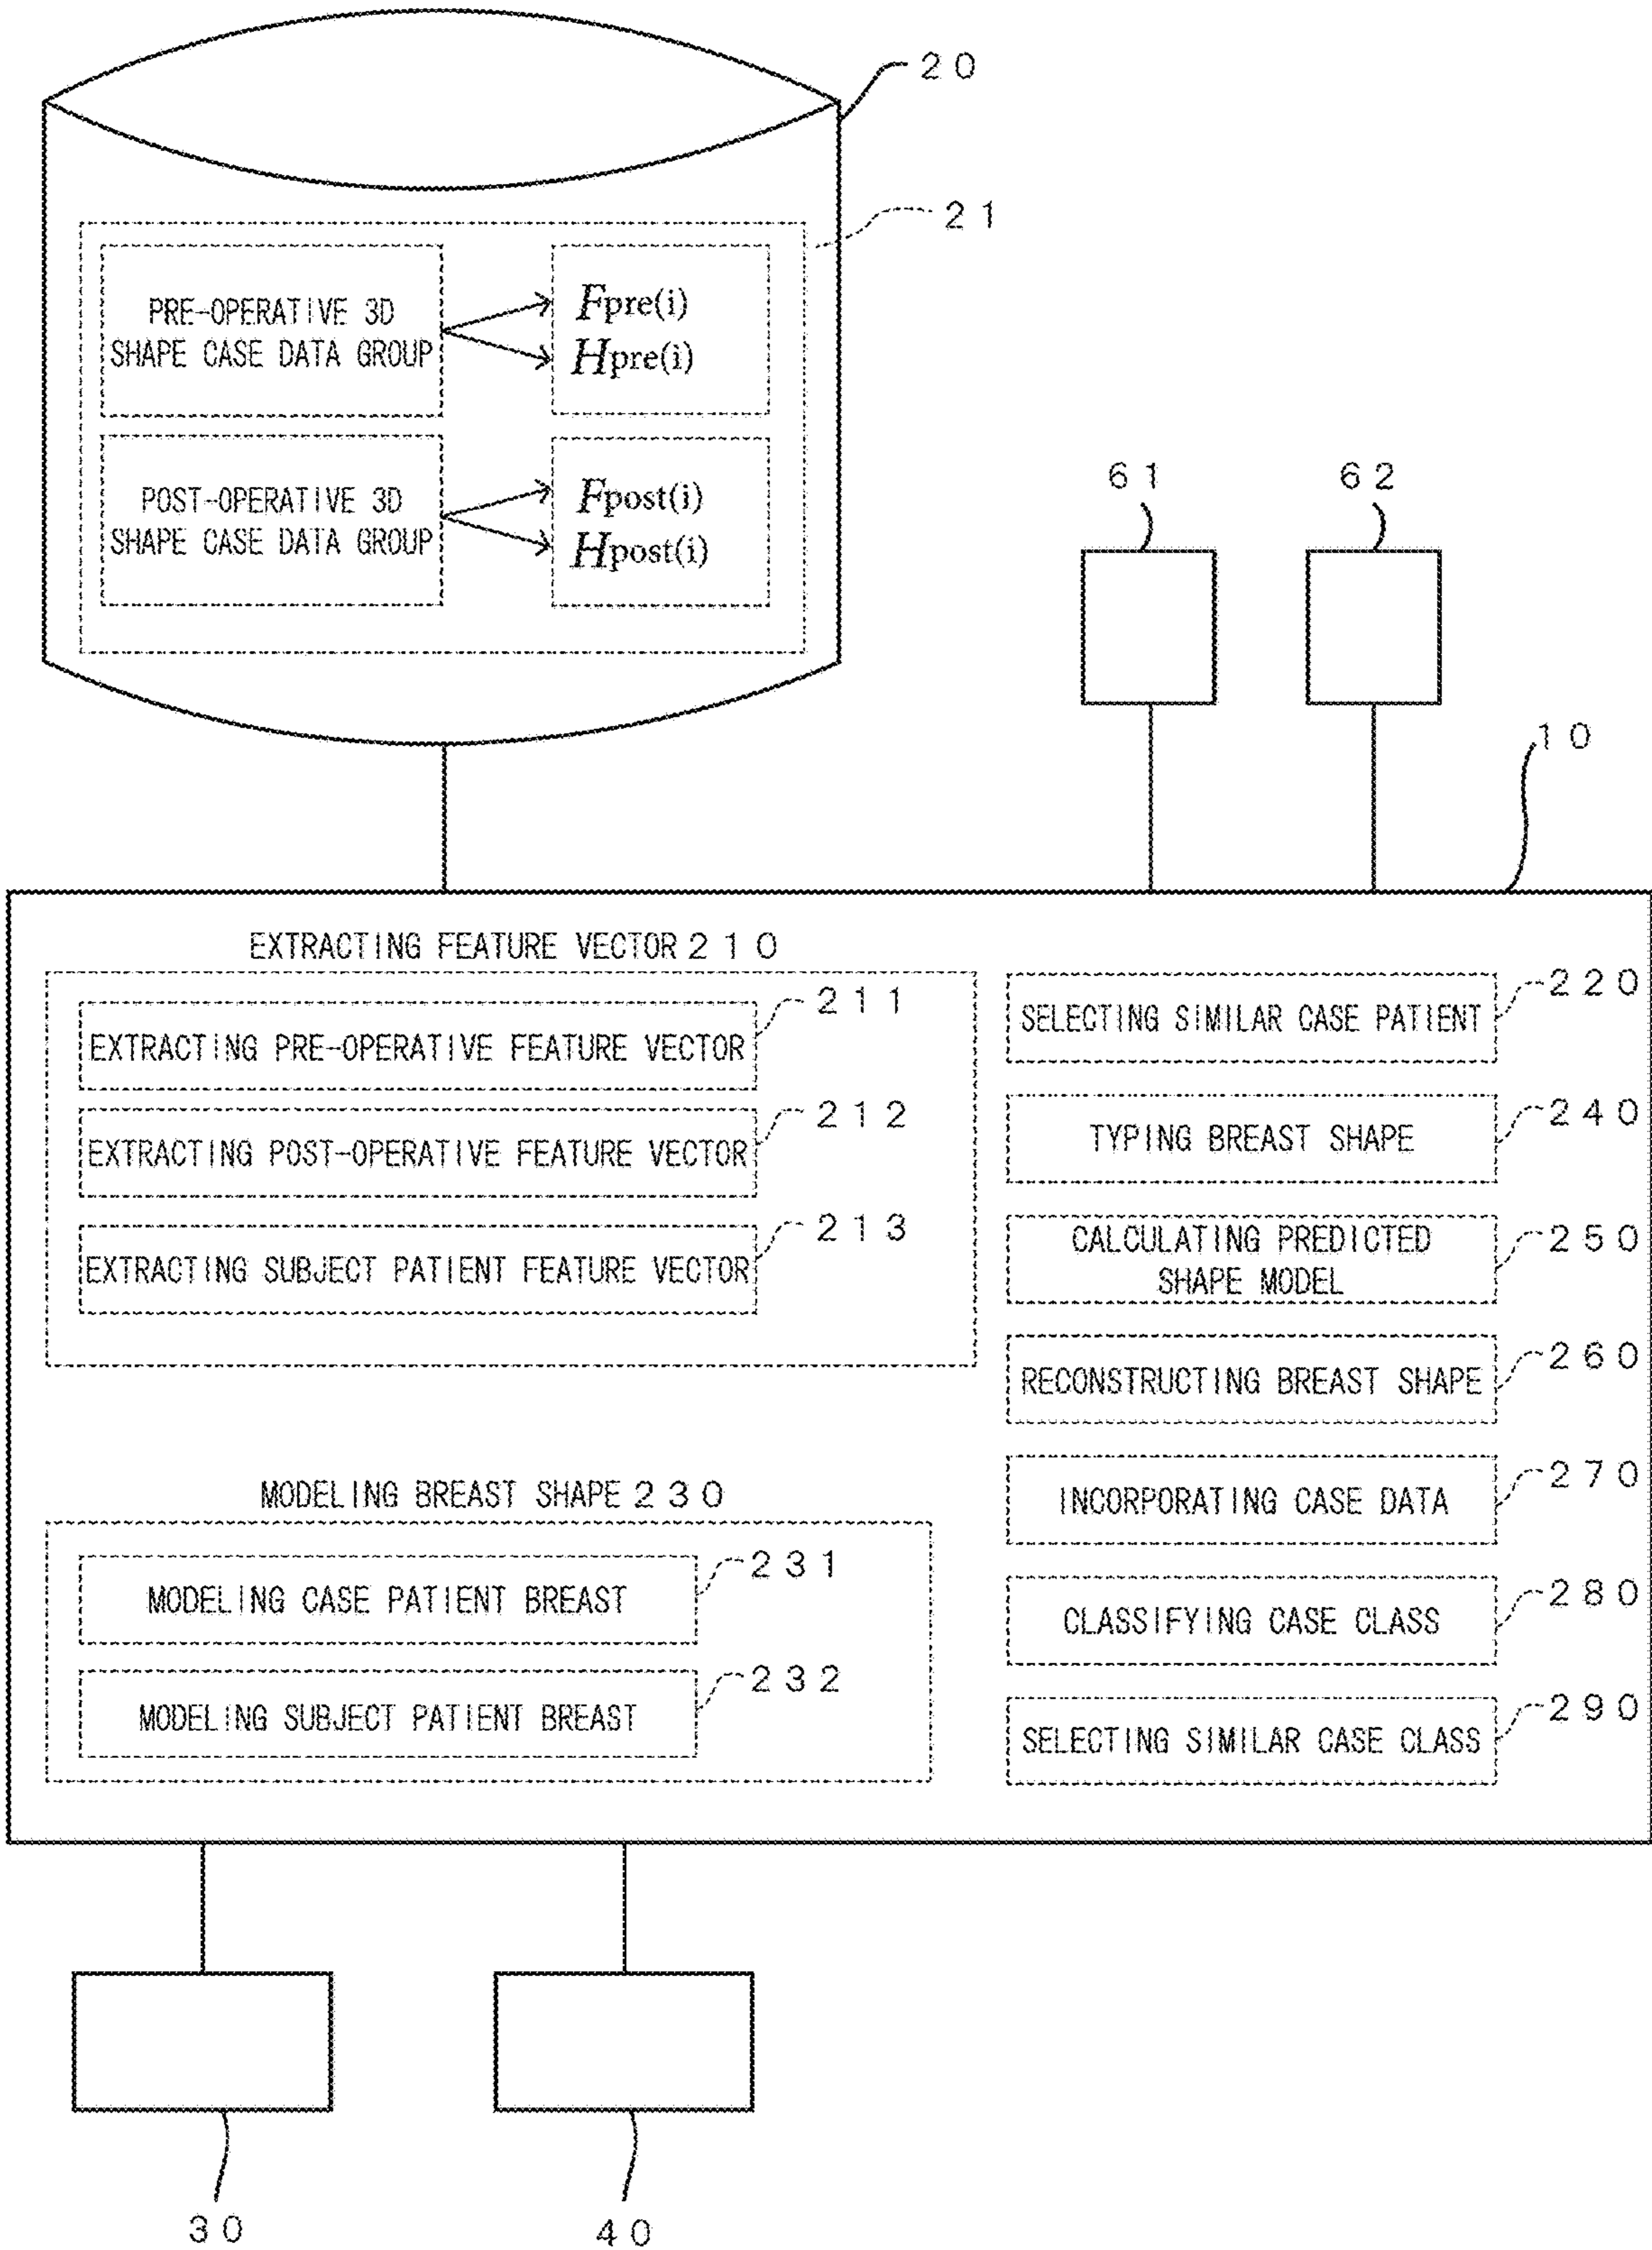 20
21
PRE-OPERATIVE 3D
SHAPE CASE DATA GROUP
Fpre(i)
Hpre(i)
POST-OPERATIVE 3D
SHAPE CASE DATA GROUP
Fpost(i)
Hpost(i)
61
62
10
EXTRACTING FEATURE VECTOR 210
211
EXTRACTING PRE-OPERATIVE FEATURE VECTOR
212
EXTRACTING POST-OPERATIVE FEATURE VECTOR
213
EXTRACTING SUBJECT PATIENT FEATURE VECTOR
MODELING BREAST SHAPE 230
231
MODELING CASE PATIENT BREAST
232
MODELING SUBJECT PATIENT BREAST
220
SELECTING SIMILAR CASE PATIENT
240
TYPING BREAST SHAPE
250
CALCULATING PREDICTED
SHAPE MODEL
260
RECONSTRUCTING BREAST SHAPE
270
INCORPORATING CASE DATA
280
CLASSIFYING CASE CLASS
290
SELECTING SIMILAR CASE CLASS
30
40